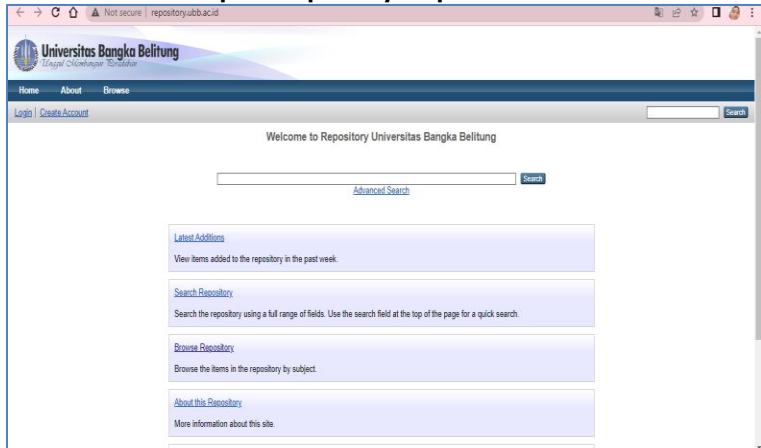 Not secure | repository.ubb.ac.id
Universitas Bangka Belitung
Unggul Membangun Peradaban
Home About Browse
Login | Create Account
Search
Welcome to Repository Universitas Bangka Belitung
Search
Advanced Search
Latest Additions
View items added to the repository in the past week.
Search Repository
Search the repository using a full range of fields. Use the search field at the top of the page for a quick search.
Browse Repository
Browse the items in the repository by subject.
About this Repository
More information about this site.